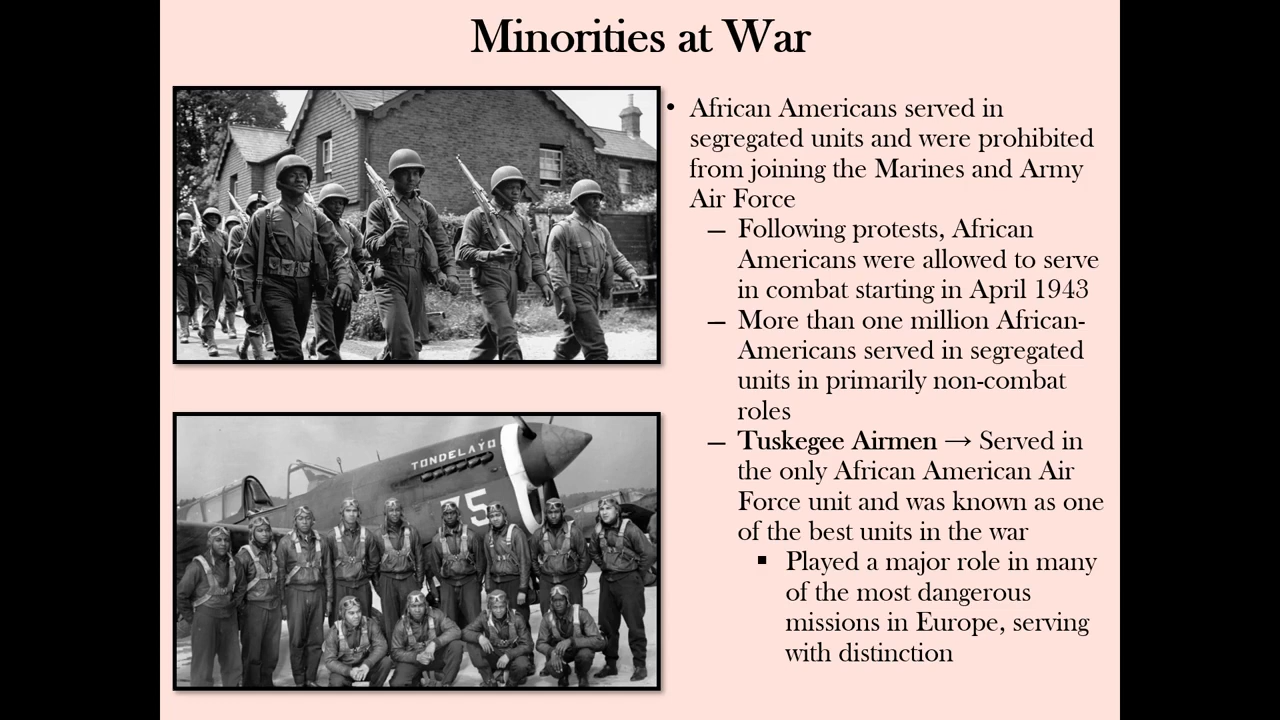 Minorities at War
• African Americans served in
segregated units and were prohibited
from joining the Marines and Army
Air Force
– Following protests, African
Americans were allowed to serve
in combat starting in April 1943
– More than one million African-
Americans served in segregated
units in primarily non-combat
roles
– Tuskegee Airmen → Served in
the only African American Air
Force unit and was known as one
of the best units in the war
▪ Played a major role in many
of the most dangerous
missions in Europe, serving
with distinction
TONDELAYO
75